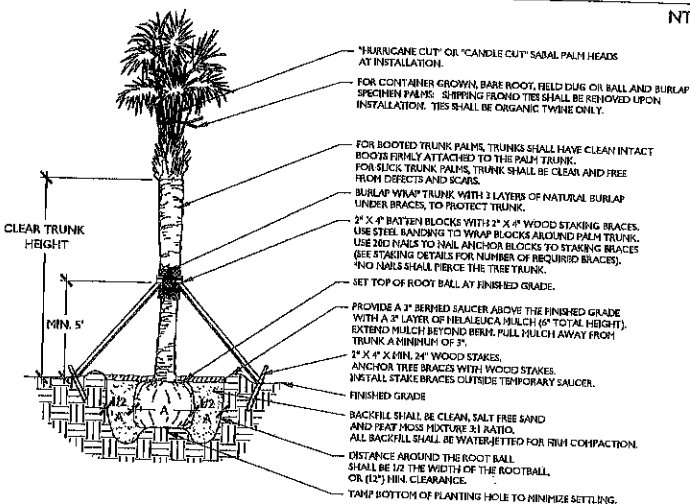 NT
"HURRICANE CUT" OR "CANDLE CUT" SABAL PALM HEADS
AT INSTALLATION.
FOR CONTAINER GROWN, BARE ROOT, FIELD DUG OR BALL AND BURLAP
SPECIMEN PALMS: SHIPPING FROND TIES SHALL BE REMOVED UPON
INSTALLATION. TIES SHALL BE ORGANIC TWINE ONLY.
FOR BOOTED TRUNK PALMS, TRUNKS SHALL HAVE CLEAN INTACT
BOOTS FIRMLY ATTACHED TO THE PALM TRUNK.
FOR SLICK TRUNK PALMS, TRUNK SHALL BE CLEAR AND FREE
FROM DEFECTS AND SCARS.
BURLAP WRAP TRUNK WITH 3 LAYERS OF NATURAL BURLAP
UNDER BRACES, TO PROTECT TRUNK.
2" X 4" BATTEN BLOCKS WITH 2" X 4" WOOD STAKING BRACES.
USE STEEL BANDING TO WRAP BLOCKS AROUND PALM TRUNK.
USE 20D NAILS TO NAIL ANCHOR BLOCKS TO STAKING BRACES
(SEE STAKING DETAILS FOR NUMBER OF REQUIRED BRACES).
*NO NAILS SHALL PIERCE THE TREE TRUNK.
SET TOP OF ROOT BALL AT FINISHED GRADE.
PROVIDE A 3" BERMED SAUCER ABOVE THE FINISHED GRADE
WITH A 3" LAYER OF MELALEUCA MULCH (6" TOTAL HEIGHT).
EXTEND MULCH BEYOND BERM. PULL MULCH AWAY FROM
TRUNK A MINIMUM OF 3".
2" X 4" X MIN. 24" WOOD STAKES.
ANCHOR TREE BRACES WITH WOOD STAKES.
INSTALL STAKE BRACES OUTSIDE TEMPORARY SAUCER.
FINISHED GRADE
BACKFILL SHALL BE CLEAN, SALT FREE SAND
AND PEAT MOSS MIXTURE 3:1 RATIO.
ALL BACKFILL SHALL BE WATER-JETTED FOR FIRM COMPACTION.
DISTANCE AROUND THE ROOT BALL
SHALL BE 1/2 THE WIDTH OF THE ROOTBALL,
OR (12") MIN. CLEARANCE.
TAMP BOTTOM OF PLANTING HOLE TO MINIMIZE SETTLING.
CLEAR TRUNK
HEIGHT
MIN. 5'
1/2
A
A
1/2
A